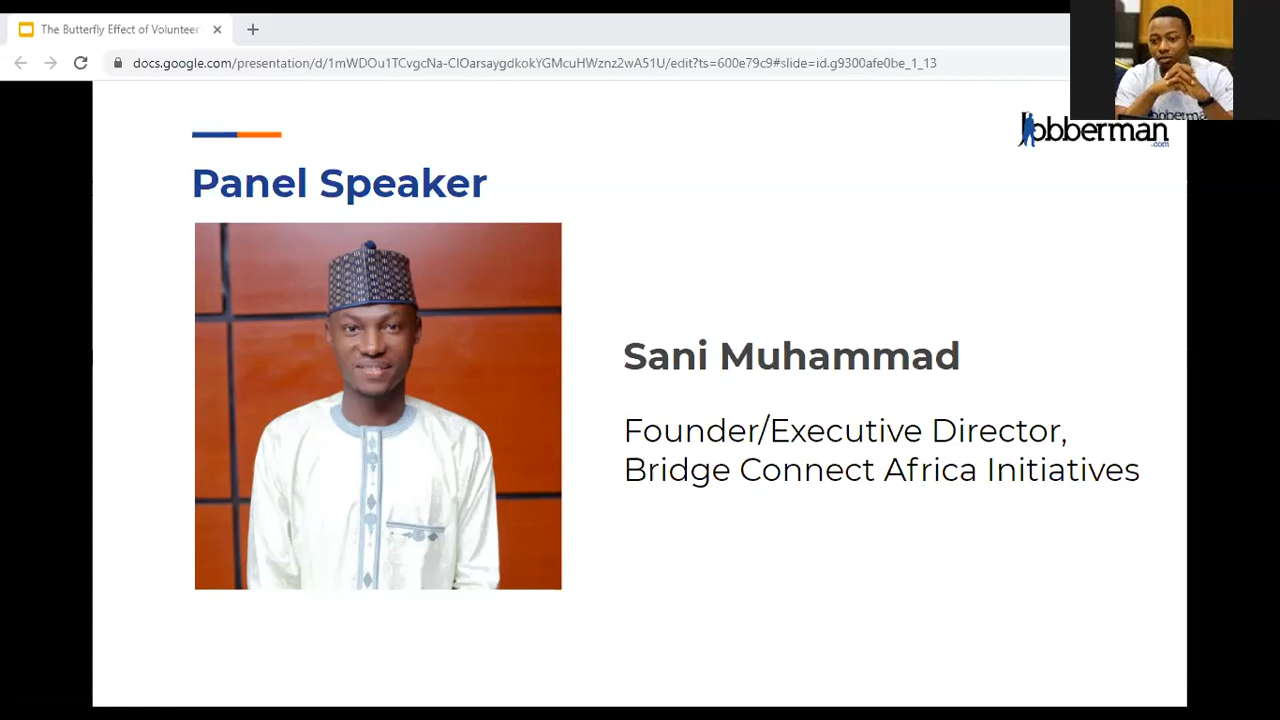 The Butterfly Effect of Volunteer
docs.google.com/presentation/d/1mWDOu1TCvgcNa-ClOarsaygdkokYGMcuHWznz2wA51U/edit?ts=600e79c9#slide=id.g9300afe0be_1_13
Jobberman
.com
Panel Speaker
Sani Muhammad
Founder/Executive Director,
Bridge Connect Africa Initiatives